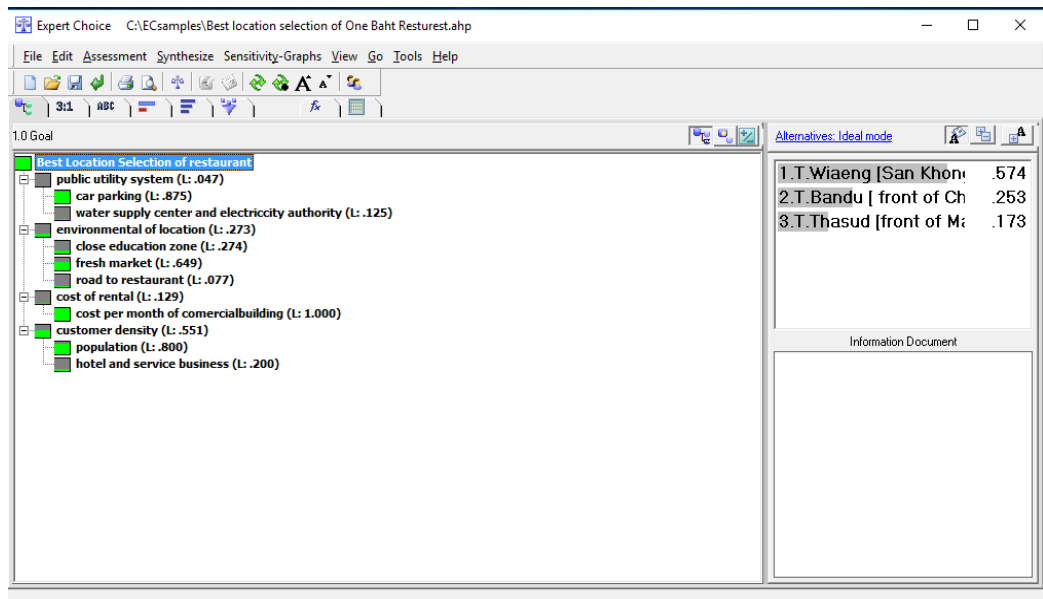 Expert Choice C:\ECsamples\Best location selection of One Baht Resturest.ahp
File Edit Assessment Synthesize Sensitivity-Graphs View Go Tools Help
A A
3:1 ABC fx
1.0 Goal
Alternatives: Ideal mode
A A
Best Location Selection of restaurant
public utility system (L: .047)
car parking (L: .875)
water supply center and electriccity authority (L: .125)
environmental of location (L: .273)
close education zone (L: .274)
fresh market (L: .649)
road to restaurant (L: .077)
cost of rental (L: .129)
cost per month of comercialbuilding (L: 1.000)
customer density (L: .551)
population (L: .800)
hotel and service business (L: .200)
1.T.Wiaeng [San Khong .574
2.T.Bandu [ front of Ch .253
3.T.Thasud [front of Ma .173
Information Document